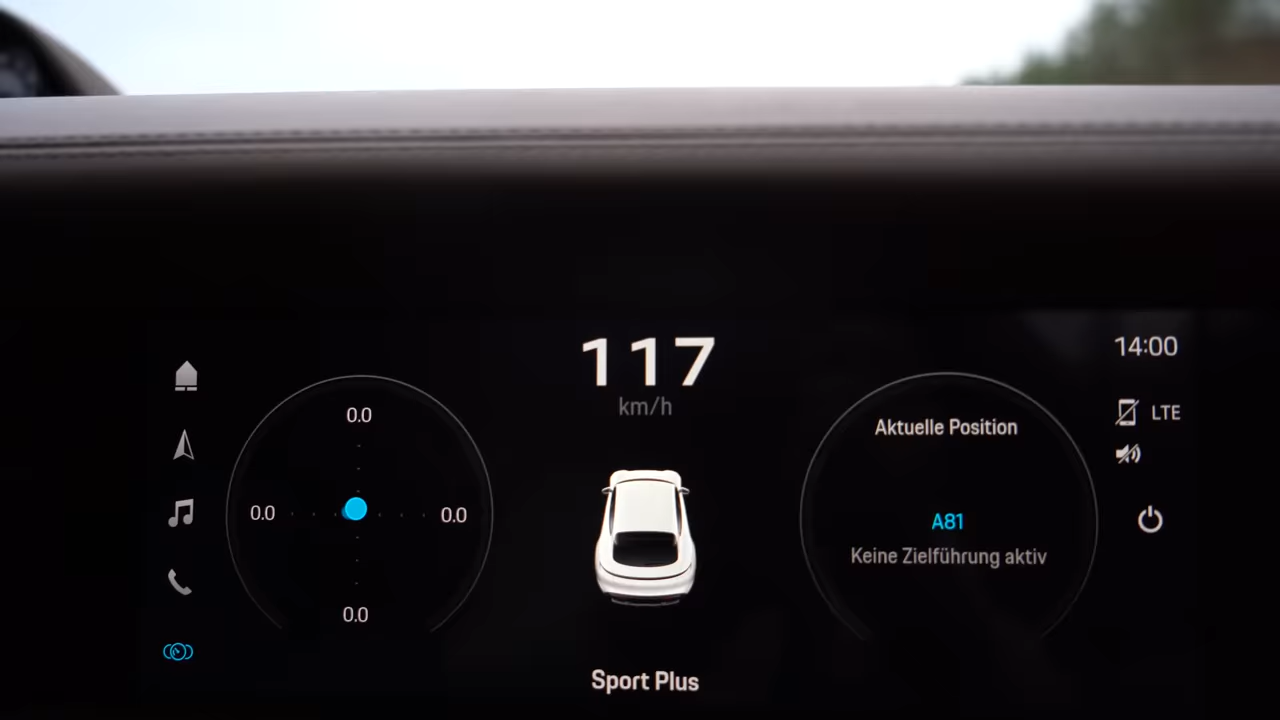 117
km/h
14:00
LTE
0.0
0.0
0.0
0.0
Aktuelle Position
A81
Keine Zielführung aktiv
Sport Plus